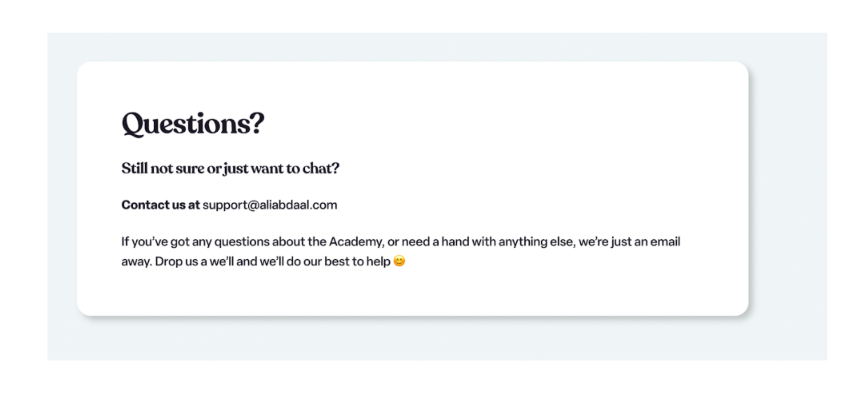 Questions?
Still not sure or just want to chat?
Contact us at support@aliabdaal.com
If you've got any questions about the Academy, or need a hand with anything else, we're just an email
away. Drop us a we'll and we'll do our best to help 😊